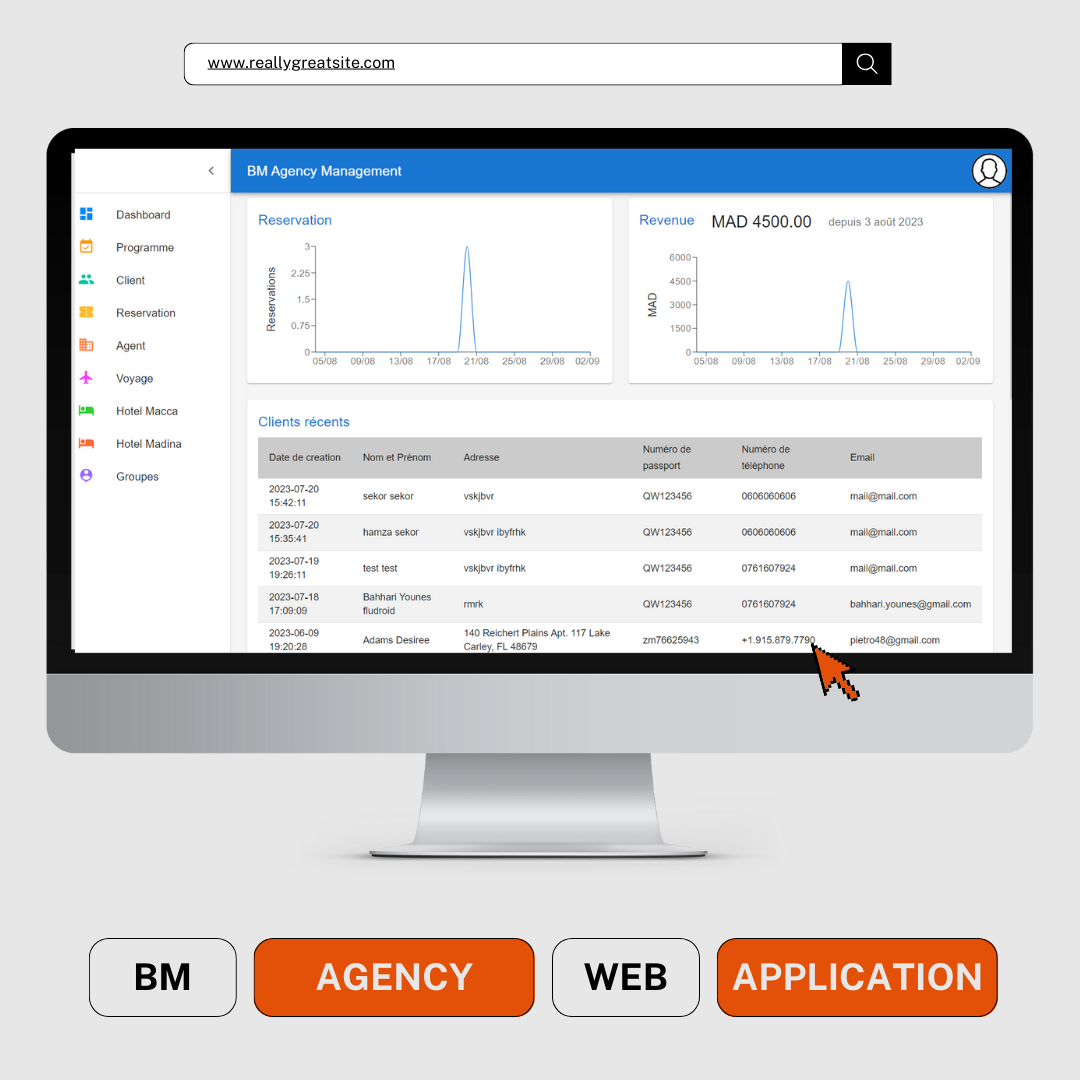 www.reallygreatsite.com
BM Agency Management
Dashboard
Programme
Client
Reservation
Agent
Voyage
Hotel Macca
Hotel Madina
Groupes
Reservation
Reservations
3
2.25
1.5
0.75
0
05/08 09/08 13/08 17/08 21/08 25/08 29/08 02/09
Revenue MAD 4500.00 depuis 3 août 2023
MAD
6000
4500
3000
1500
0
05/08 09/08 13/08 17/08 21/08 25/08 29/08 02/09
Clients récents
Date de creation Nom et Prénom Adresse Numéro de passport Numéro de téléphone Email
2023-07-20 15:42:11 sekor sekor vskjbvr QW123456 0606060606 mail@mail.com
2023-07-20 15:35:41 hamza sekor vskjbvr ibyfrhk QW123456 0606060606 mail@mail.com
2023-07-19 19:26:11 test test vskjbvr ibyfrhk QW123456 0761607924 mail@mail.com
2023-07-18 17:09:09 Bahhari Younes fludroid rmrk QW123456 0761607924 bahhari.younes@gmail.com
2023-06-09 19:20:28 Adams Desiree 140 Reichert Plains Apt. 117 Lake Carley, FL 48679 zm76625943 +1.915.879.7790 pietro48@gmail.com
BM AGENCY WEB APPLICATION